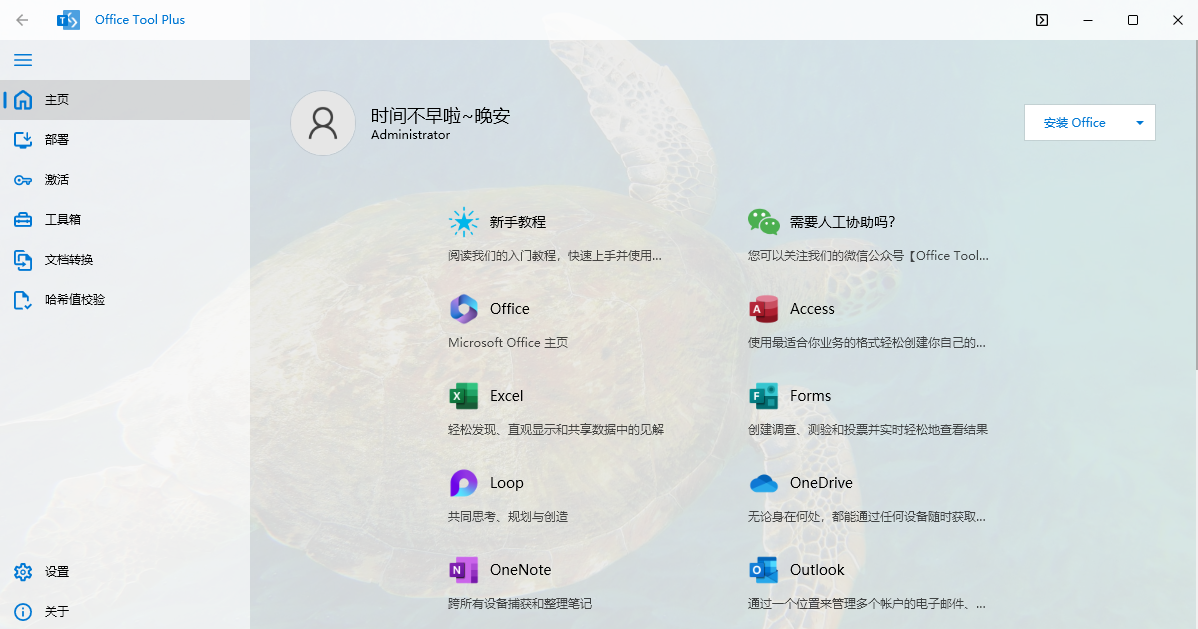 Office Tool Plus
主页
部署
激活
工具箱
文档转换
哈希值校验
设置
关于
时间不早啦~晚安
Administrator
安装 Office
新手教程
阅读我们的入门教程，快速上手并使用...
需要人工协助吗?
您可以关注我们的微信公众号【Office Tool...
Office
Microsoft Office 主页
Access
使用最适合你业务的格式轻松创建你自己的...
Excel
轻松发现、直观显示和共享数据中的见解
Forms
创建调查、测验和投票并实时轻松地查看结果
Loop
共同思考、规划与创造
OneDrive
无论身在何处，都能通过任何设备随时获取...
OneNote
跨所有设备捕获和整理笔记
Outlook
通过一个位置来管理多个帐户的电子邮件、...